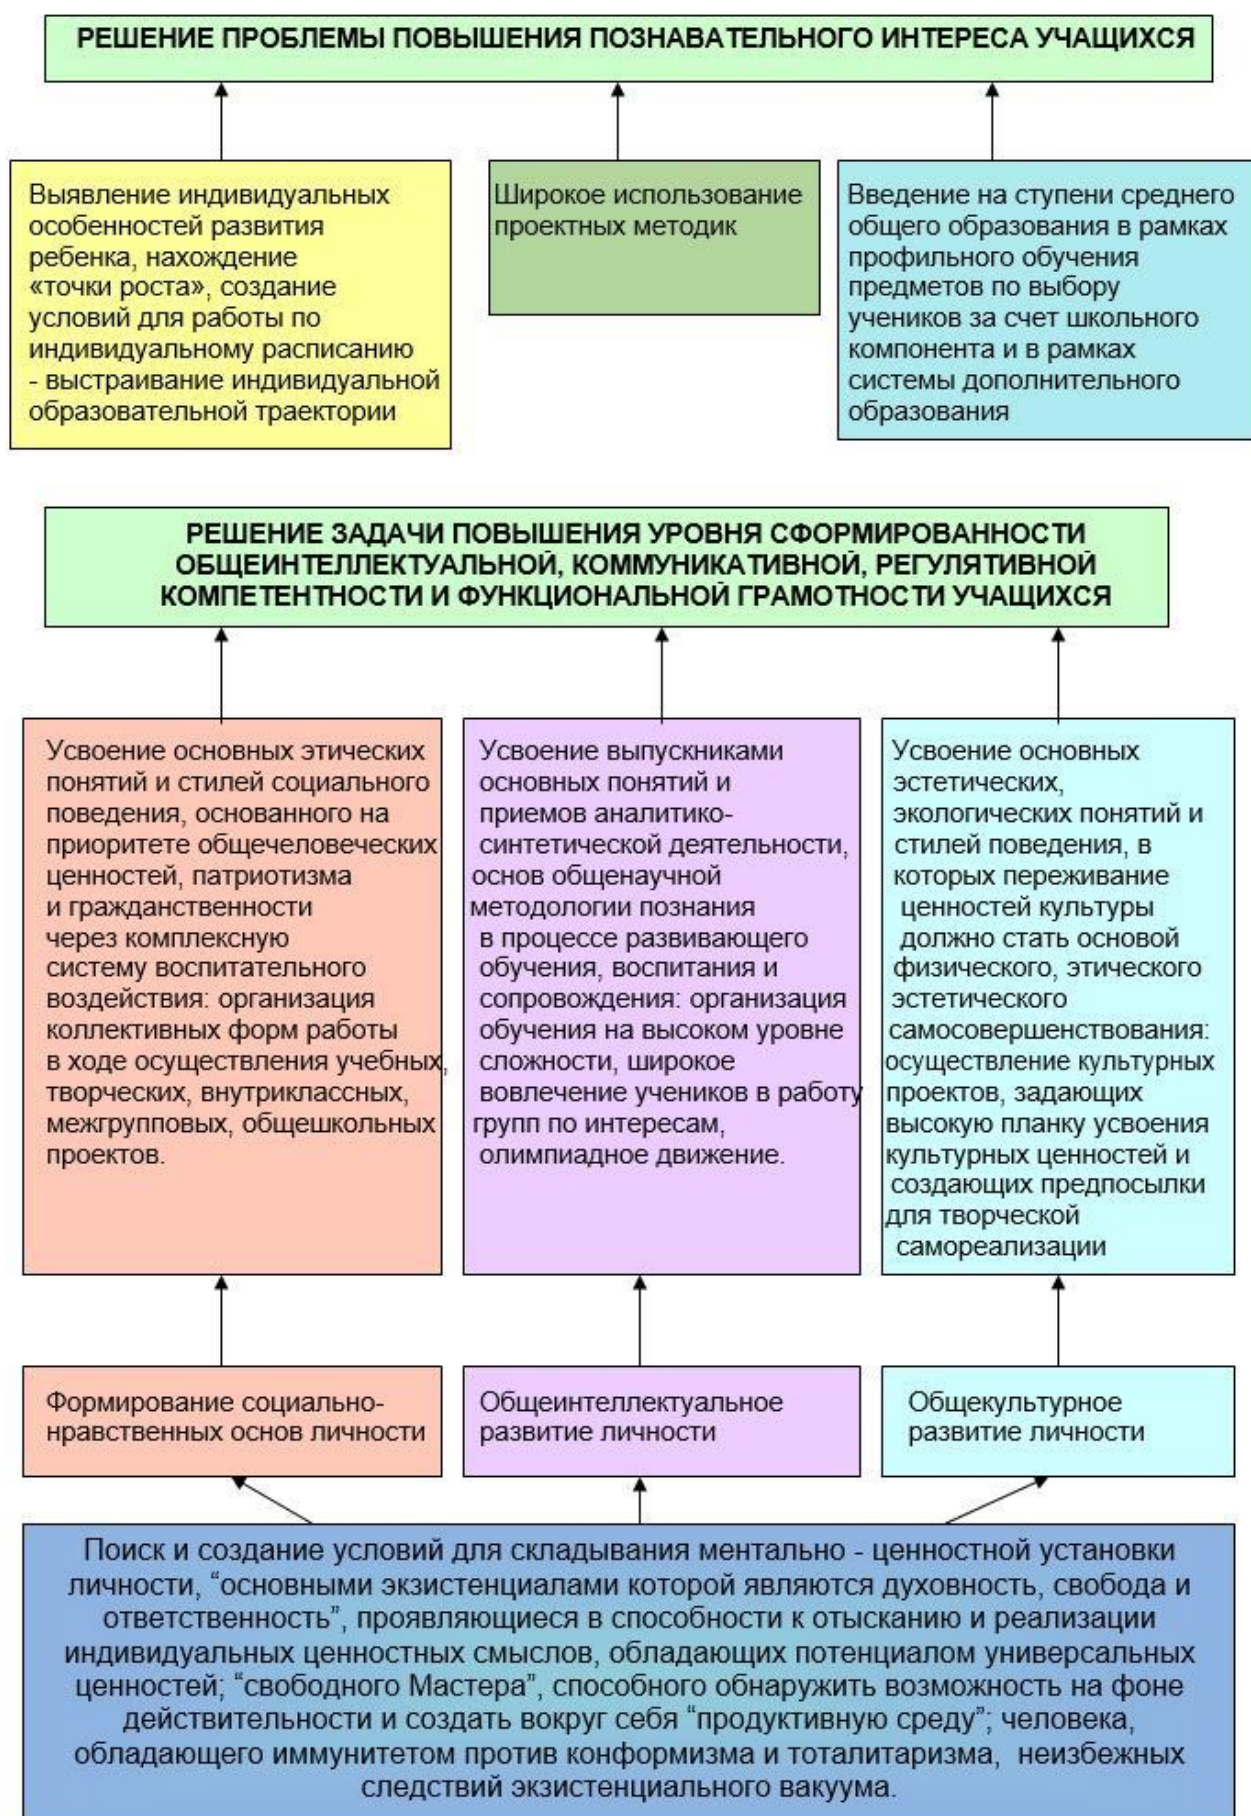 РЕШЕНИЕ ПРОБЛЕМЫ ПОВЫШЕНИЯ ПОЗНАВАТЕЛЬНОГО ИНТЕРЕСА УЧАЩИХСЯ
Выявление индивидуальных
особенностей развития
ребенка, нахождение
«точки роста», создание
условий для работы по
индивидуальному расписанию
- выстраивание индивидуальной
образовательной траектории
Широкое использование
проектных методик
Введение на ступени среднего
общего образования в рамках
профильного обучения
предметов по выбору
учеников за счет школьного
компонента и в рамках
системы дополнительного
образования
РЕШЕНИЕ ЗАДАЧИ ПОВЫШЕНИЯ УРОВНЯ СФОРМИРОВАННОСТИ
ОБЩЕИНТЕЛЛЕКТУАЛЬНОЙ, КОММУНИКАТИВНОЙ, РЕГУЛЯТИВНОЙ
КОМПЕТЕНТНОСТИ И ФУНКЦИОНАЛЬНОЙ ГРАМОТНОСТИ УЧАЩИХСЯ
Усвоение основных этических
понятий и стилей социального
поведения, основанного на
приоритете общечеловеческих
ценностей, патриотизма
и гражданственности
через комплексную
систему воспитательного
воздействия: организация
коллективных форм работы
в ходе осуществления учебных,
творческих, внутриклассных,
межгрупповых, общешкольных
проектов.
Усвоение выпускниками
основных понятий и
приемов аналитико-
синтетической деятельности,
основ общенаучной
методологии познания
в процессе развивающего
обучения, воспитания и
сопровождения: организация
обучения на высоком уровне
сложности, широкое
вовлечение учеников в работу
групп по интересам,
олимпиадное движение.
Усвоение основных
эстетических,
экологических понятий и
стилей поведения, в
которых переживание
ценностей культуры
должно стать основой
физического, этического
эстетического
самосовершенствования:
осуществление культурных
проектов, задающих
высокую планку усвоения
культурных ценностей и
создающих предпосылки
для творческой
самореализации
Формирование социально-
нравственных основ личности
Общеинтеллектуальное
развитие личности
Общекультурное
развитие личности
Поиск и создание условий для складывания ментально - ценностной установки
личности, “основными экзистенциалами которой являются духовность, свобода и
ответственность”, проявляющиеся в способности к отысканию и реализации
индивидуальных ценностных смыслов, обладающих потенциалом универсальных
ценностей; “свободного Мастера”, способного обнаружить возможность на фоне
действительности и создать вокруг себя “продуктивную среду”; человека,
обладающего иммунитетом против конформизма и тоталитаризма, неизбежных
следствий экзистенциального вакуума.